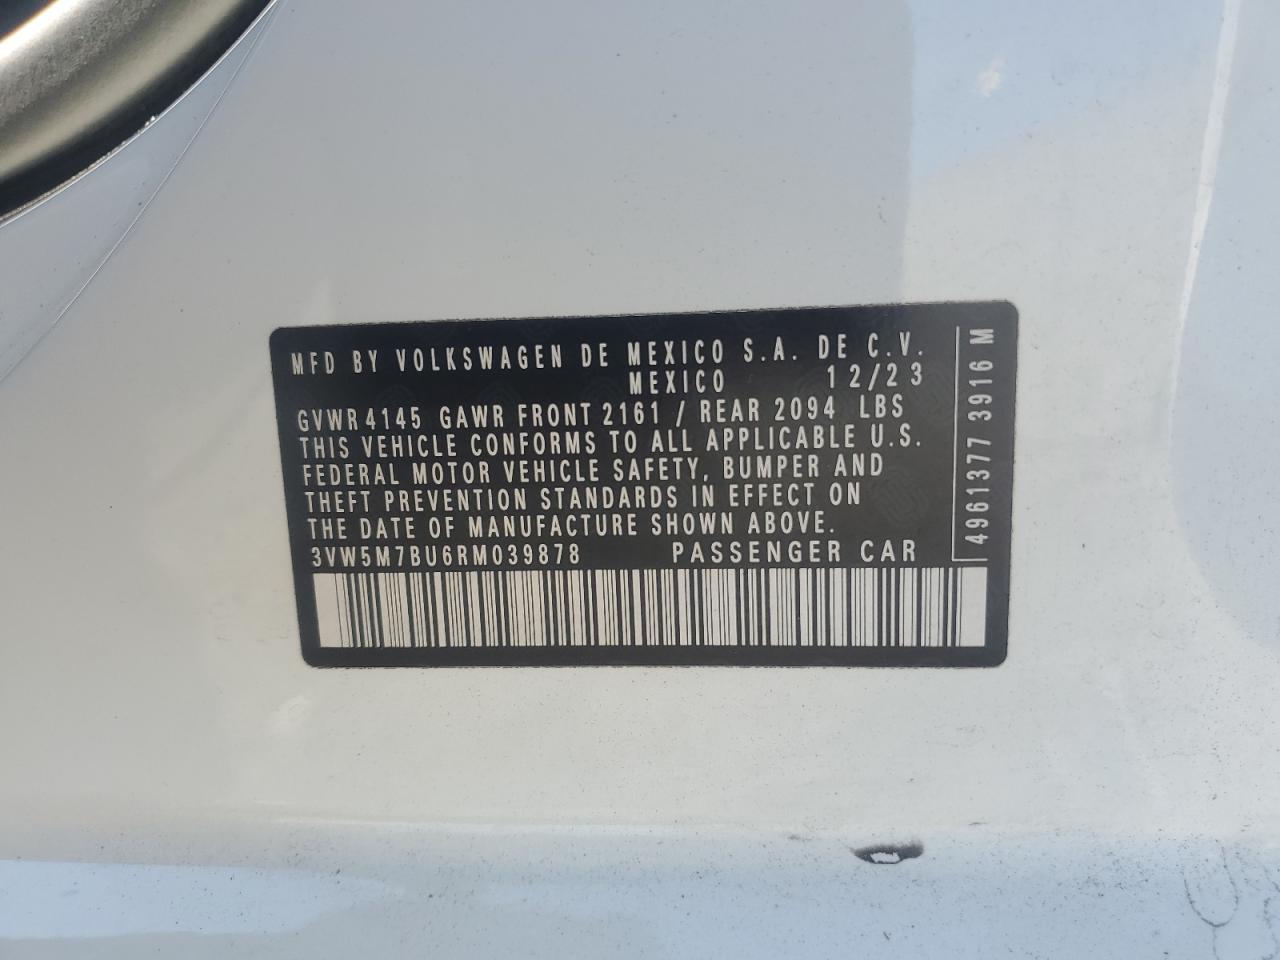 MFD BY VOLKSWAGEN DE MEXICO S.A. DE C.V.
MEXICO 12/23
GVWR 4145 GAWR FRONT 2161 / REAR 2094 LBS
THIS VEHICLE CONFORMS TO ALL APPLICABLE U.S.
FEDERAL MOTOR VEHICLE SAFETY, BUMPER AND
THEFT PREVENTION STANDARDS IN EFFECT ON
THE DATE OF MANUFACTURE SHOWN ABOVE.
3VW5M7BU6RM039878 PASSENGER CAR
4961377 3916 M